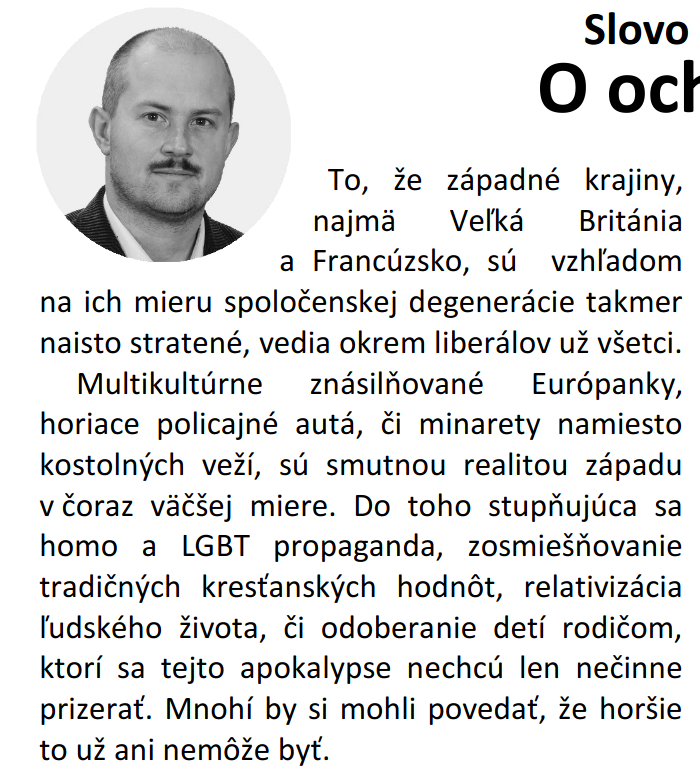 Slovo
O och
To, že západné krajiny,
najmä Veľká Británia
a Francúzsko, sú vzhľadom
na ich mieru spoločenskej degenerácie takmer
naisto stratené, vedia okrem liberálov už všetci.
Multikultúrne znásilňované Európanky,
horiace policajné autá, či minarety namiesto
kostolných veží, sú smutnou realitou západu
v čoraz väčšej miere. Do toho stupňujúca sa
homo a LGBT propaganda, zosmiešňovanie
tradičných kresťanských hodnôt, relativizácia
ľudského života, či odoberanie detí rodičom,
ktorí sa tejto apokalypse nechcú len nečinne
prizerať. Mnohí by si mohli povedať, že horšie
to už ani nemôže byť.